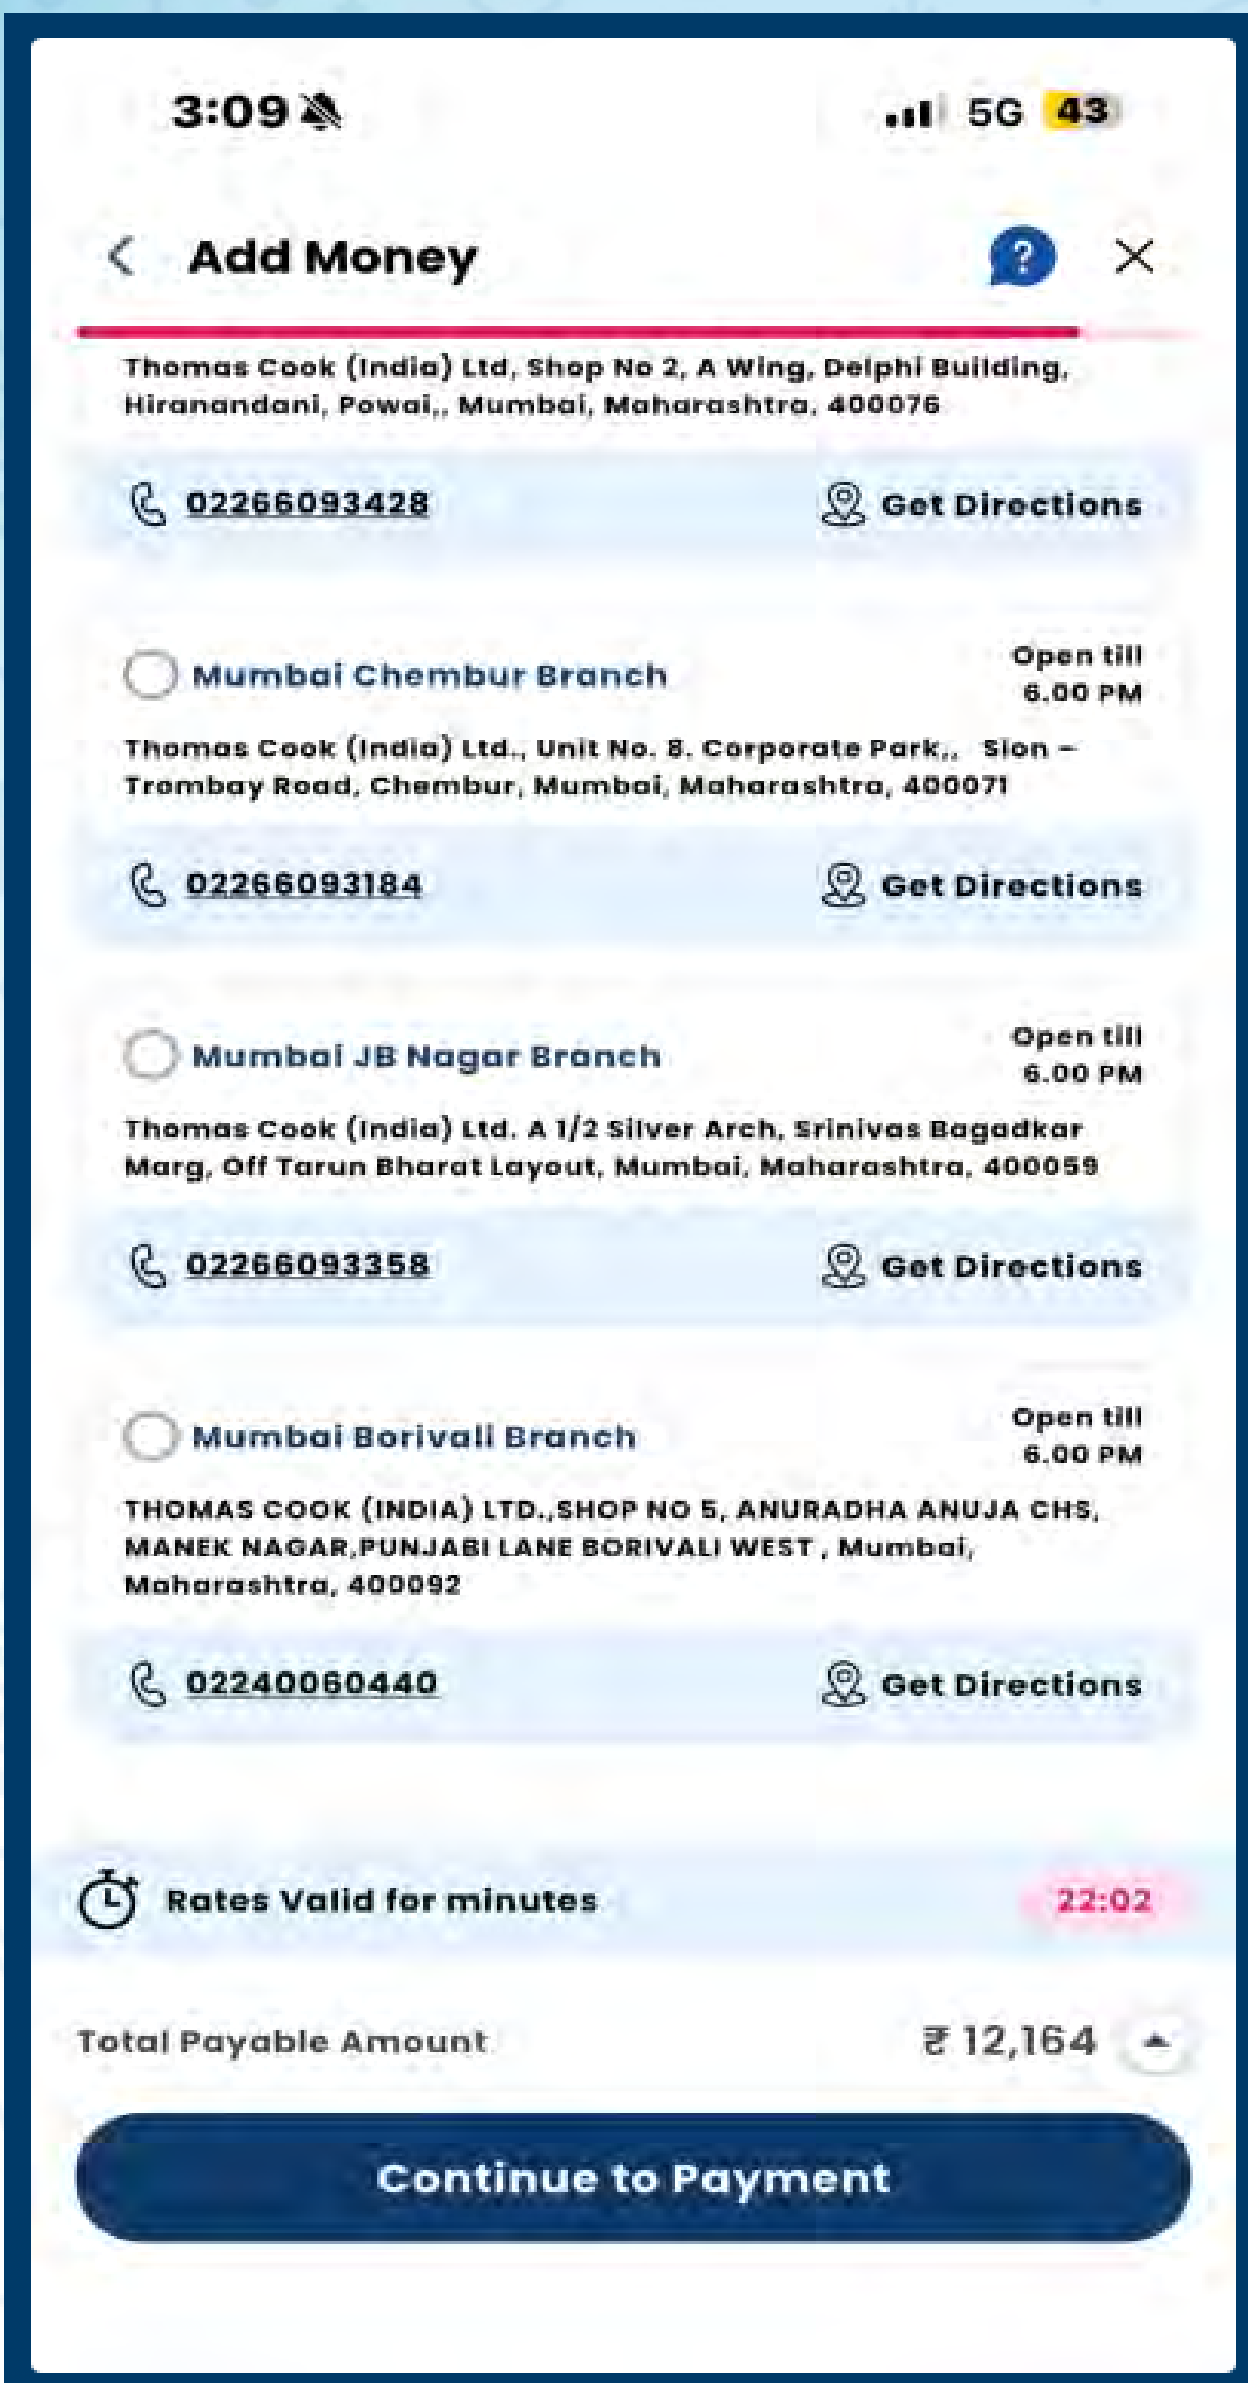 3:09
5G 43
Add Money
?
Thomas Cook (India) Ltd, Shop No 2, A Wing, Delphi Building,
Hiranandani, Powai,, Mumbai, Maharashtra, 400076
02266093428 Get Directions
Mumbai Chembur Branch
Open till
6.00 PM
Thomas Cook (India) Ltd., Unit No. 8. Corporate Park,, Sion –
Trombay Road, Chembur, Mumbai, Maharashtra, 400071
02266093184 Get Directions
Mumbai JB Nagar Branch
Open till
6.00 PM
Thomas Cook (India) Ltd. A 1/2 Silver Arch, Srinivas Bagadkar
Marg, Off Tarun Bharat Layout, Mumbai, Maharashtra, 400059
02266093358 Get Directions
Mumbai Borivali Branch
Open till
6.00 PM
THOMAS COOK (INDIA) LTD.,SHOP NO 5, ANURADHA ANUJA CHS,
MANEK NAGAR,PUNJABI LANE BORIVALI WEST , Mumbai,
Maharashtra, 400092
02240060440 Get Directions
Rates Valid for minutes 22:02
Total Payable Amount ₹ 12,164
Continue to Payment